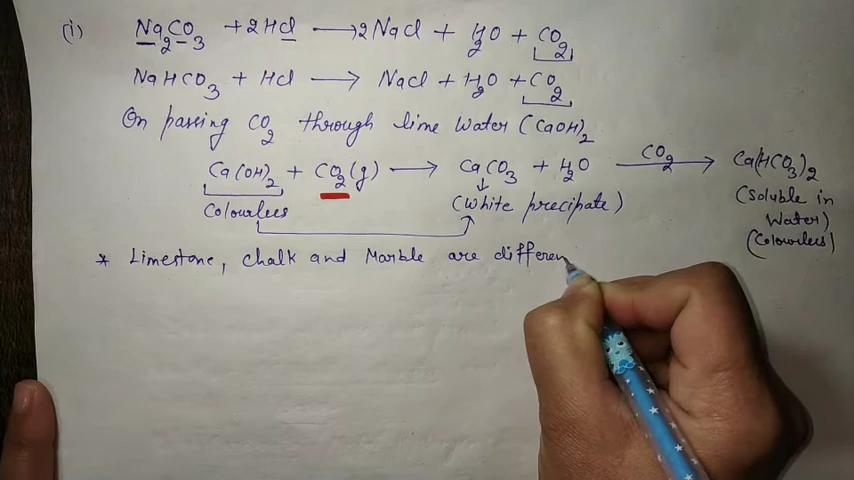 (i) Na2CO3 + 2HCl → 2NaCl + H2O + CO2
NaHCO3 + HCl → NaCl + H2O + CO2
On passing CO2 through lime Water (CaOH)2
Ca(OH)2 + CO2(g) → CaCO3 + H2O CO2 → Ca(HCO3)2
Colourless (White precipate) (Soluble in
Water)
(Colourless)
* Limestone, chalk and Marble are differen